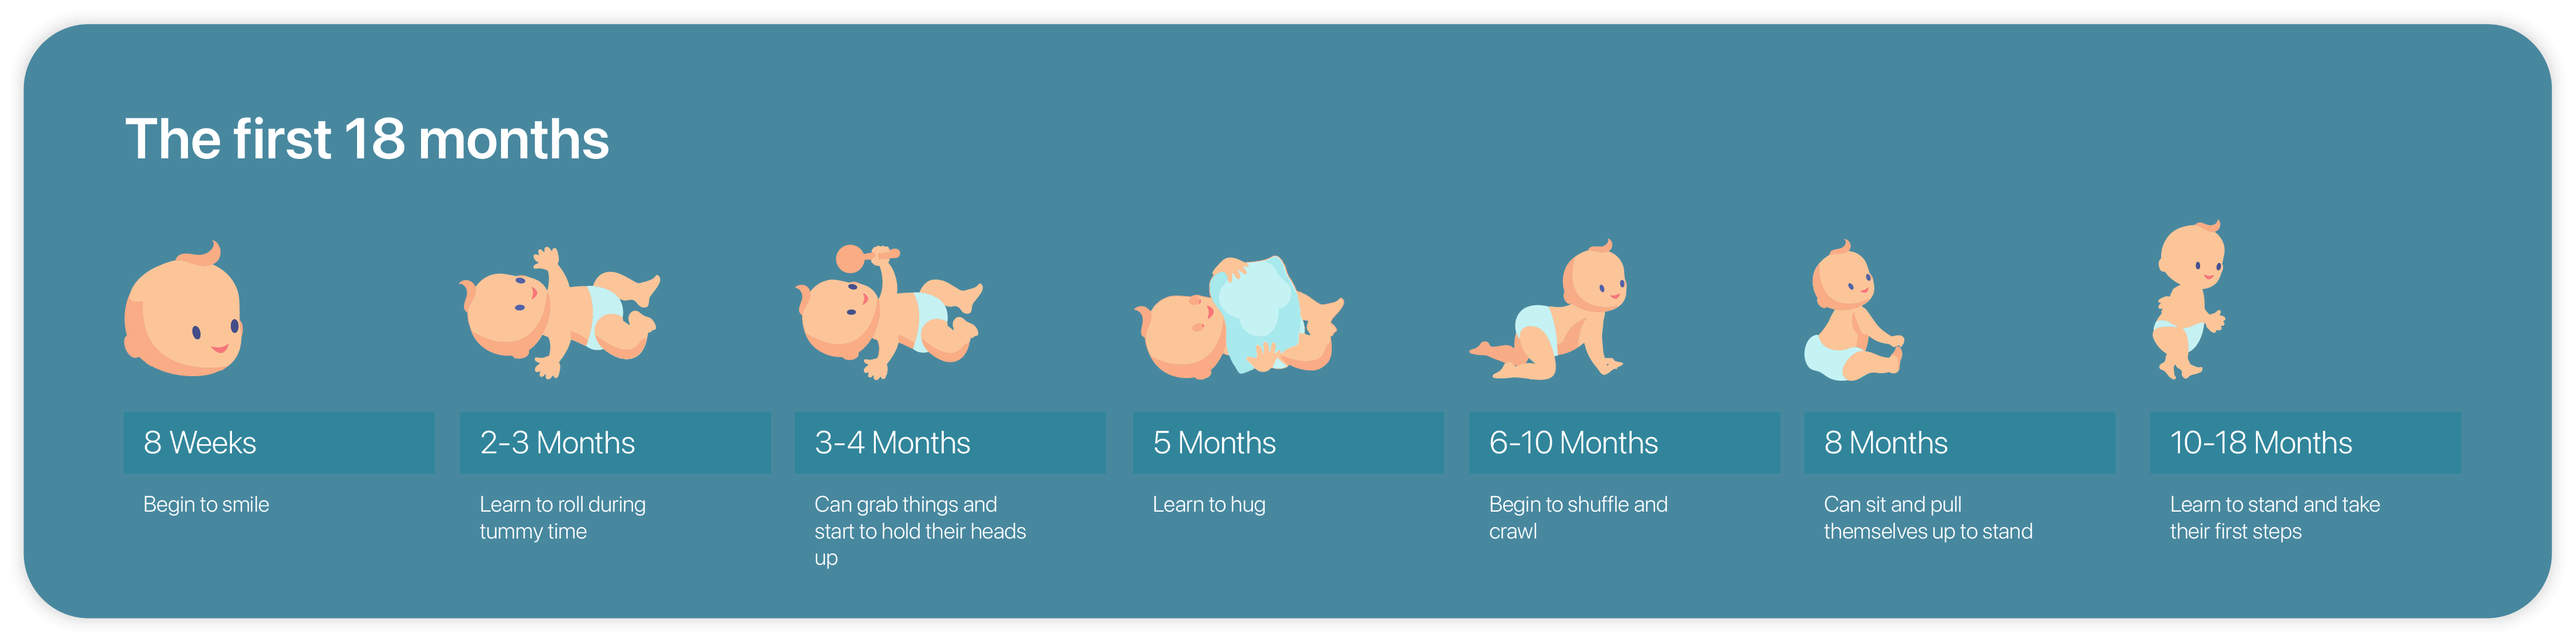 The first 18 months
8 Weeks
Begin to smile
2-3 Months
Learn to roll during
tummy time
3-4 Months
Can grab things and
start to hold their heads
up
5 Months
Learn to hug
6-10 Months
Begin to shuffle and
crawl
8 Months
Can sit and pull
themselves up to stand
10-18 Months
Learn to stand and take
their first steps